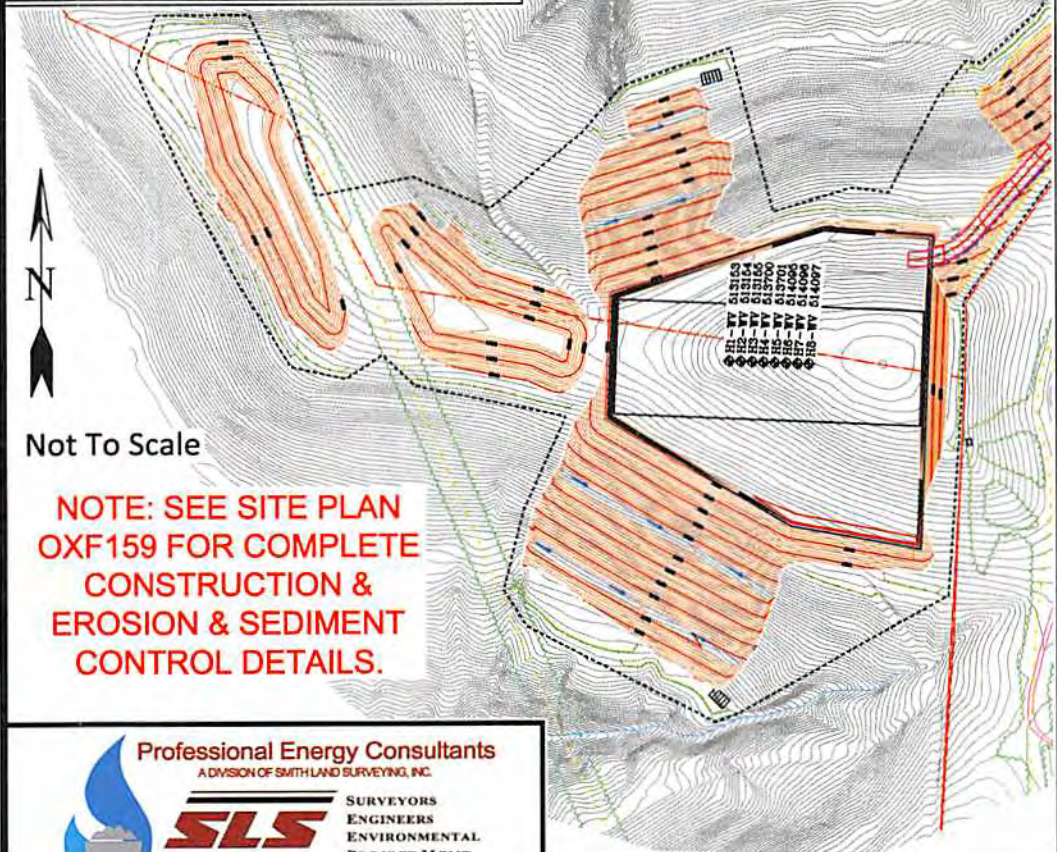 H1-WV 513153
H2-WV 513154
H3-WV 513155
H4-WV 513700
H5-WV 513701
H6-WV 514095
H7-WV 514096
H8-WV 514097
N
Not To Scale
NOTE: SEE SITE PLAN
OXF159 FOR COMPLETE
CONSTRUCTION &
EROSION & SEDIMENT
CONTROL DETAILS.
Professional Energy Consultants
A DIVISION OF SMITH LAND SURVEYING, INC.
SLS
SURVEYORS
ENGINEERS
ENVIRONMENTAL